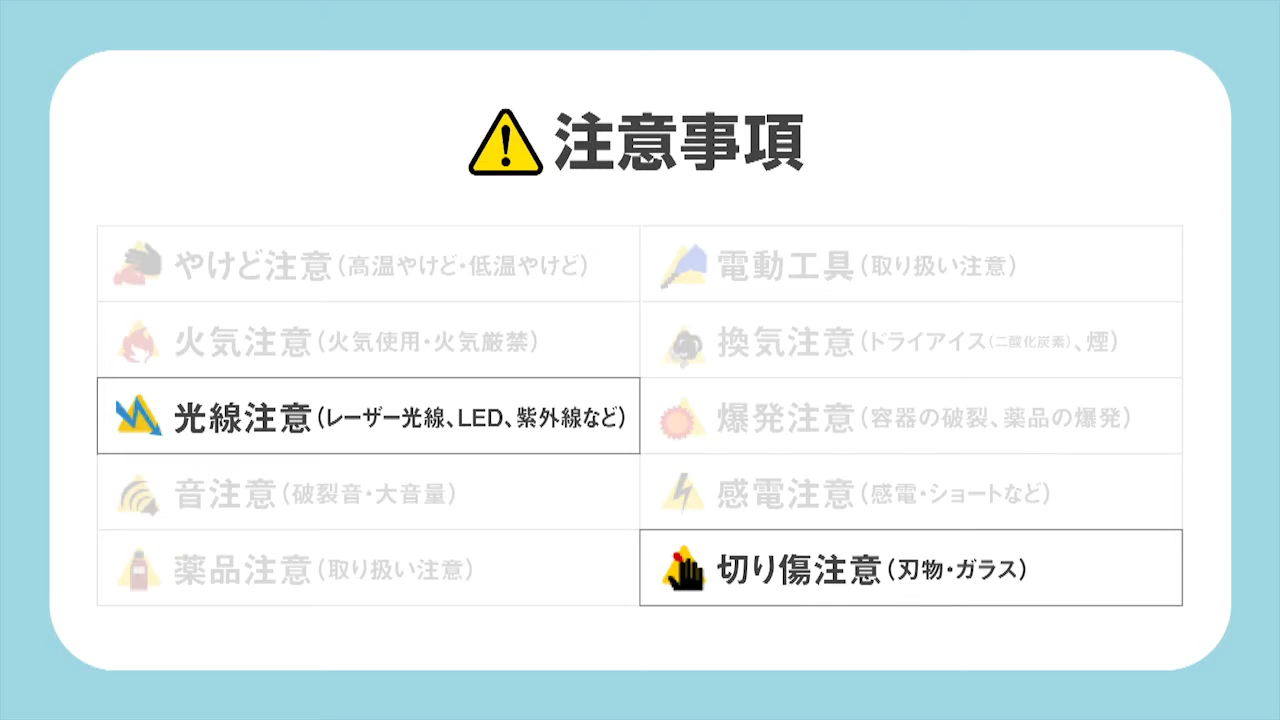 注意事項
やけど注意(高温やけど・低温やけど)
電動工具(取り扱い注意)
火気注意(火気使用・火気厳禁)
換気注意(ドライアイス(二酸化炭素)、煙)
光線注意(レーザー光線、LED、紫外線など)
爆発注意(容器の破裂、薬品の爆発)
音注意(破裂音・大音量)
感電注意(感電・ショートなど)
薬品注意(取り扱い注意)
切り傷注意(刃物・ガラス)